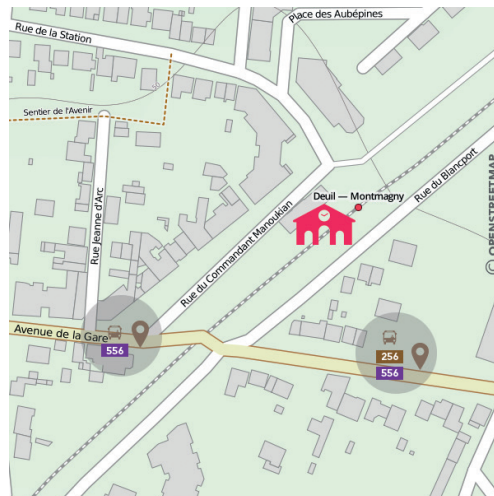 Place des Aubépines
Rue de la Station
Sentier de l'Avenir
Deuil — Montmagny
Rue du Blancport
© OPENSTREETMAP
Rue Jeanne d'Arc
Rue du Commandant Manoukian
Avenue de la Gare
556
256
556